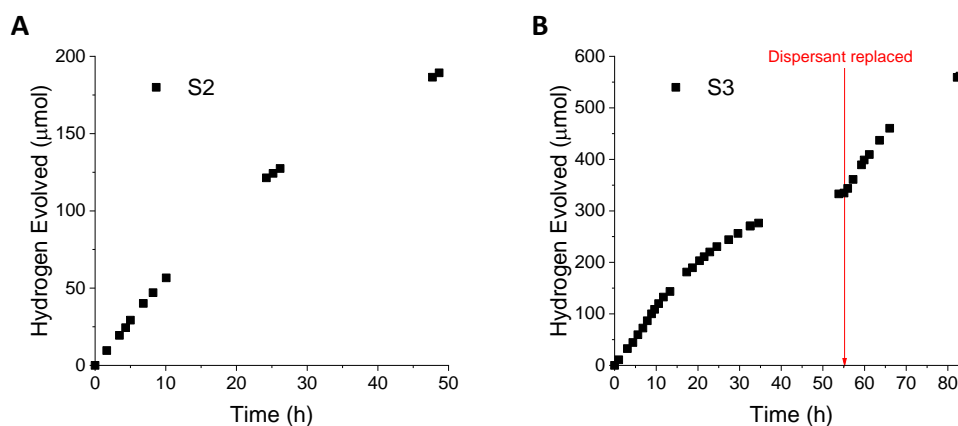 A
S2
Hydrogen Evolved (μmol)
200
150
100
50
0
0 10 20 30 40 50
Time (h)
B
Dispersant replaced
S3
Hydrogen Evolved (μmol)
600
500
400
300
200
100
0
0 10 20 30 40 50 60 70 80
Time (h)